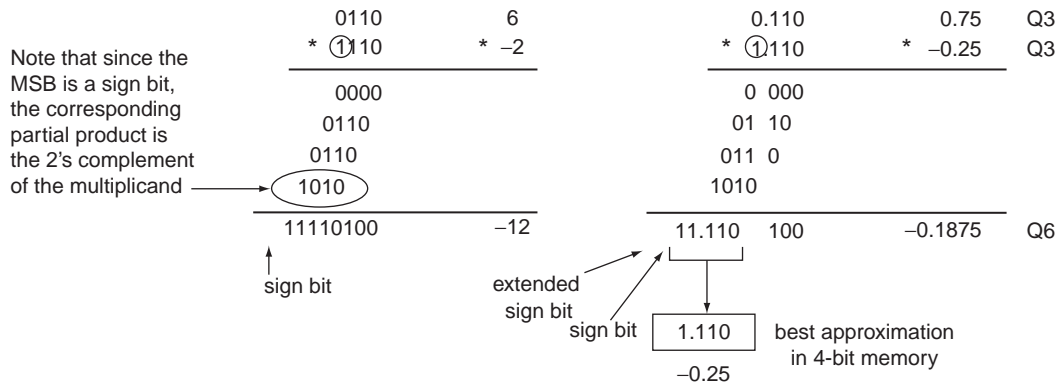 0110 6 0.110 0.75 Q3
* 1110 * −2 * 1.110 * −0.25 Q3
Note that since the
MSB is a sign bit,
the corresponding
partial product is
the 2's complement
of the multiplicand
0000 0 000
0110 01 10
0110 011 0
1010 1010
11110100 −12 11.110 100 −0.1875 Q6
sign bit
extended
sign bit
sign bit
1.110
best approximation
in 4-bit memory
−0.25